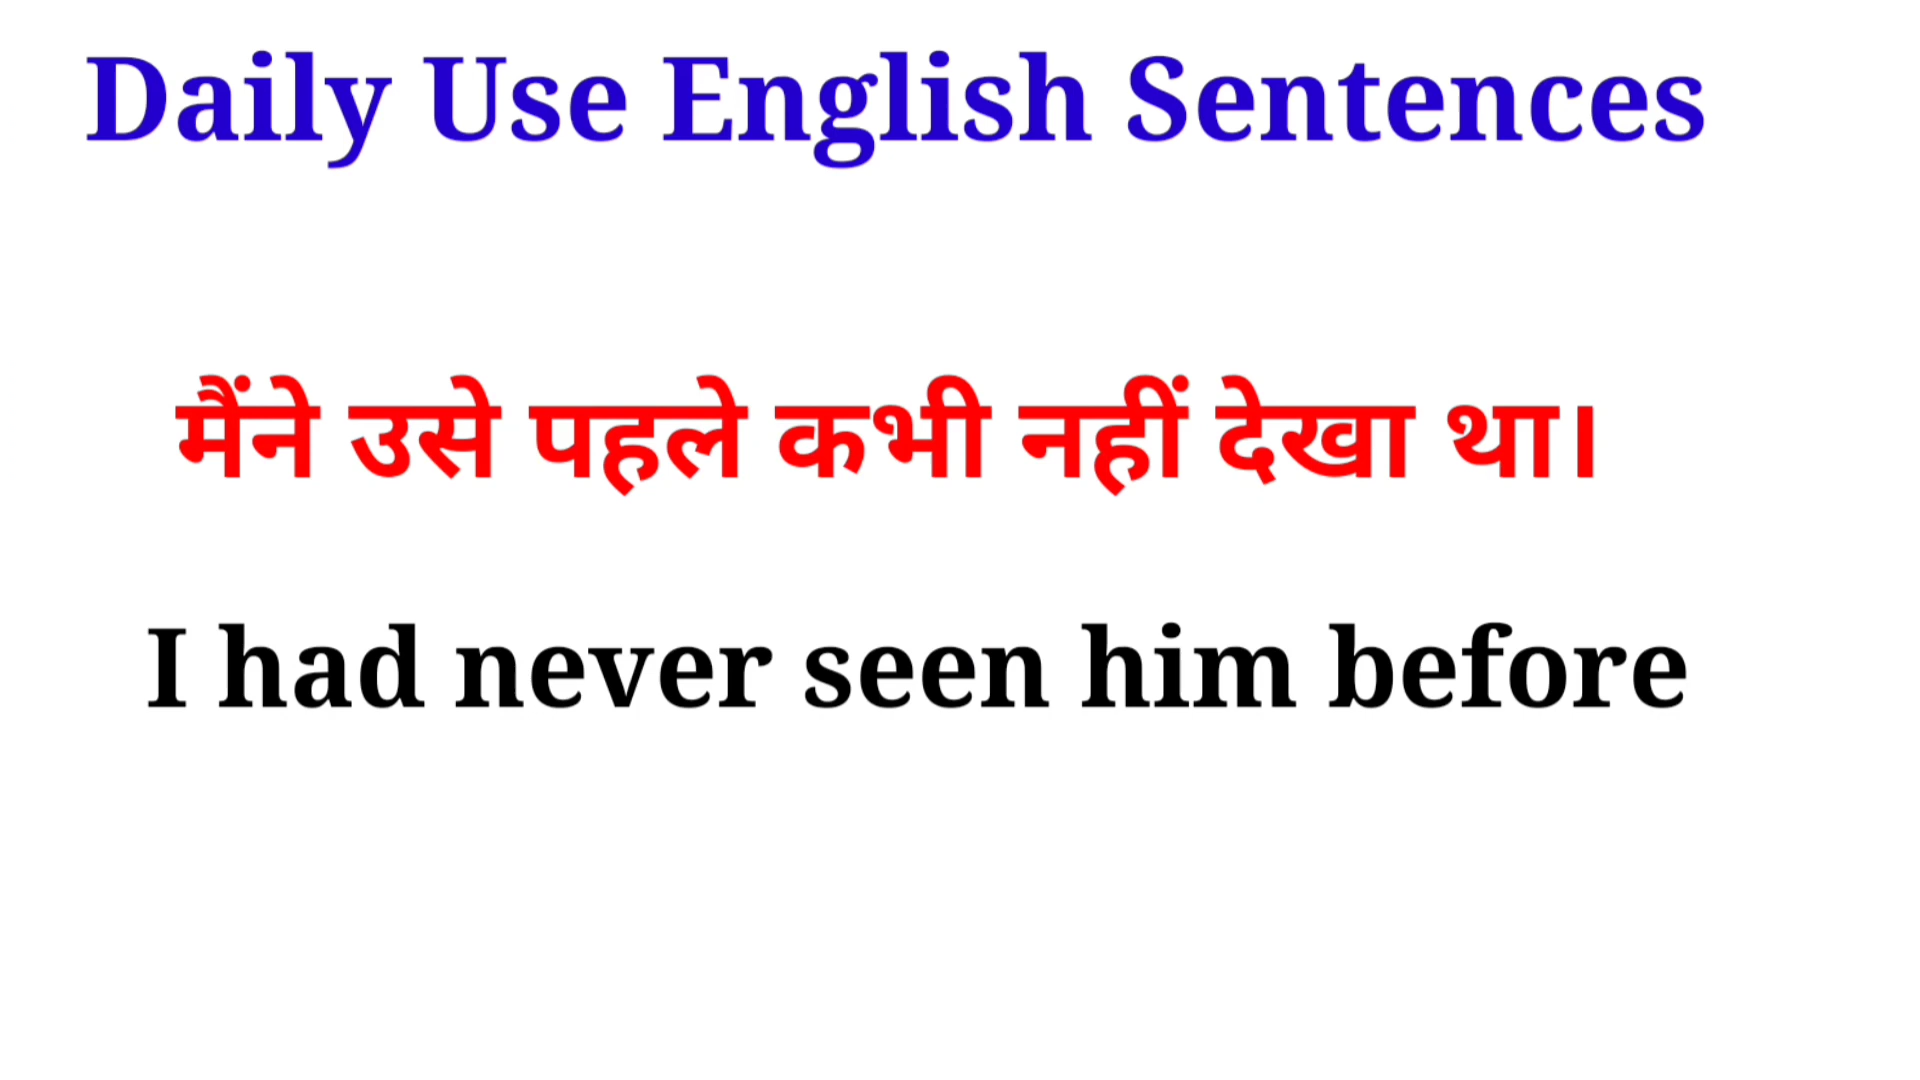 Daily Use English Sentences
मैंने उसे पहले कभी नहीं देखा था।
I had never seen him before